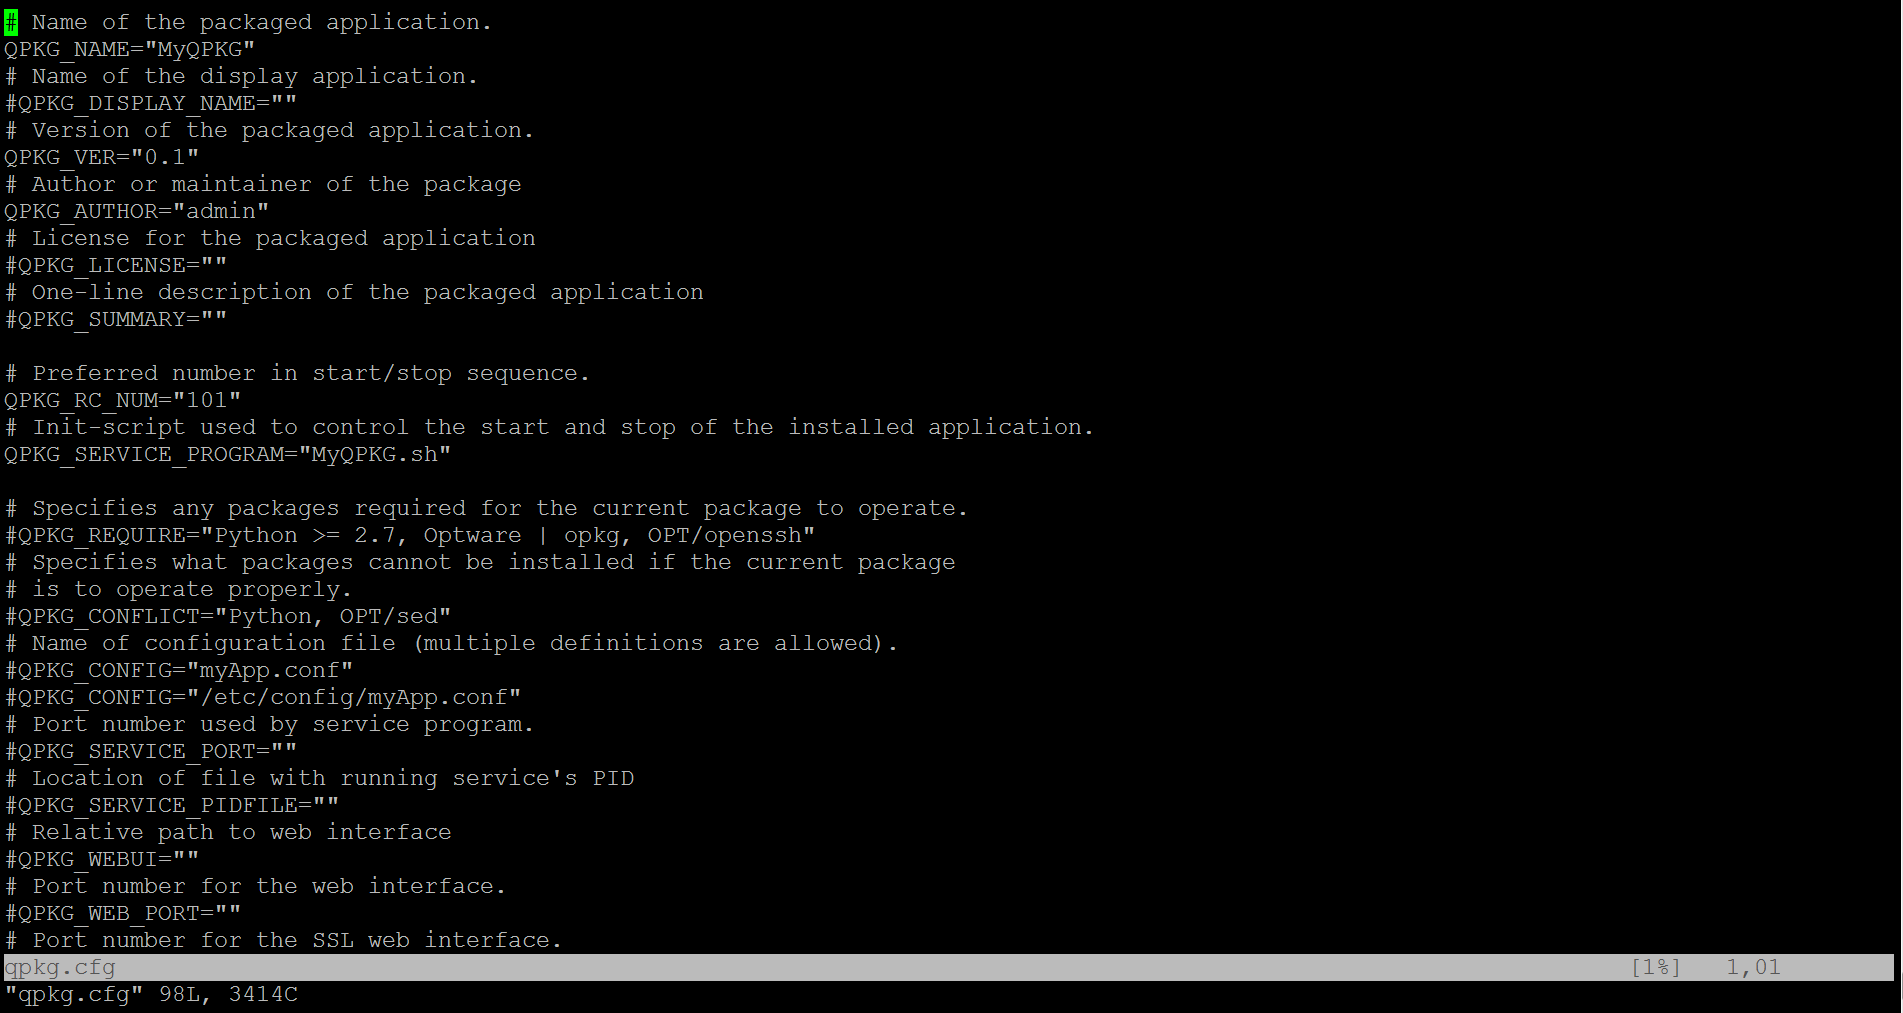 # Name of the packaged application.
QPKG_NAME="MyQPKG"
# Name of the display application.
#QPKG_DISPLAY_NAME=""
# Version of the packaged application.
QPKG_VER="0.1"
# Author or maintainer of the package
QPKG_AUTHOR="admin"
# License for the packaged application
#QPKG_LICENSE=""
# One-line description of the packaged application
#QPKG_SUMMARY=""

# Preferred number in start/stop sequence.
QPKG_RC_NUM="101"
# Init-script used to control the start and stop of the installed application.
QPKG_SERVICE_PROGRAM="MyQPKG.sh"

# Specifies any packages required for the current package to operate.
#QPKG_REQUIRE="Python >= 2.7, Optware | opkg, OPT/openssh"
# Specifies what packages cannot be installed if the current package
# is to operate properly.
#QPKG_CONFLICT="Python, OPT/sed"
# Name of configuration file (multiple definitions are allowed).
#QPKG_CONFIG="myApp.conf"
#QPKG_CONFIG="/etc/config/myApp.conf"
# Port number used by service program.
#QPKG_SERVICE_PORT=""
# Location of file with running service's PID
#QPKG_SERVICE_PIDFILE=""
# Relative path to web interface
#QPKG_WEBUI=""
# Port number for the web interface.
#QPKG_WEB_PORT=""
# Port number for the SSL web interface.
qpkg.cfg [1%] 1,01
"qpkg.cfg" 98L, 3414C